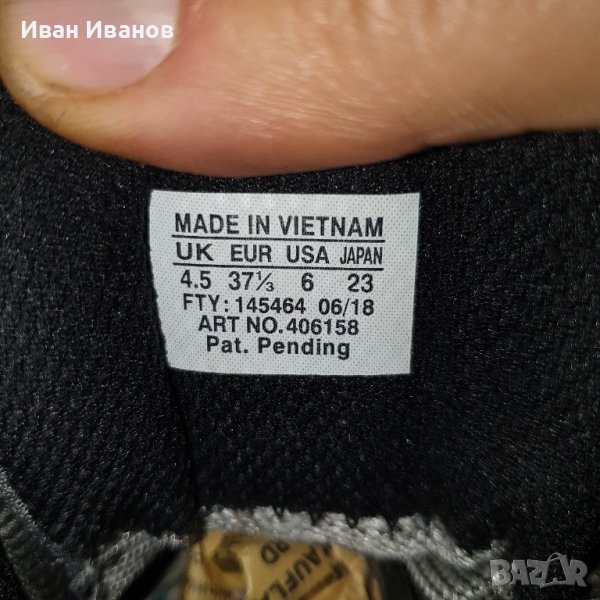 Иван Иванов
MADE IN VIETNAM
UK EUR USA JAPAN
4.5 37⅓ 6 23
FTY: 145464 06/18
ART NO. 406158
Pat. Pending
BAZAR